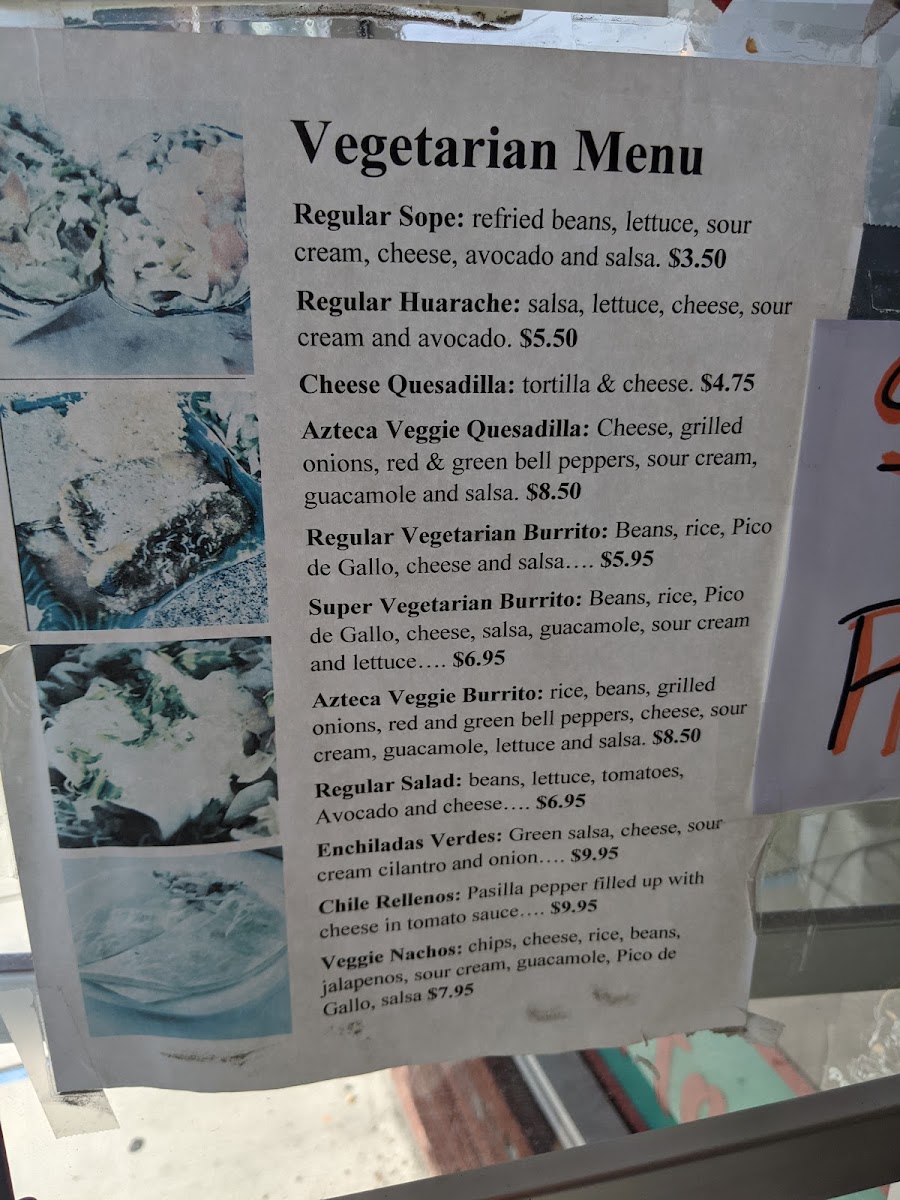 Vegetarian Menu
Regular Sope: refried beans, lettuce, sour
cream, cheese, avocado and salsa. $3.50
Regular Huarache: salsa, lettuce, cheese, sour
cream and avocado. $5.50
Cheese Quesadilla: tortilla & cheese. $4.75
Azteca Veggie Quesadilla: Cheese, grilled
onions, red & green bell peppers, sour cream,
guacamole and salsa. $8.50
Regular Vegetarian Burrito: Beans, rice, Pico
de Gallo, cheese and salsa…. $5.95
Super Vegetarian Burrito: Beans, rice, Pico
de Gallo, cheese, salsa, guacamole, sour cream
and lettuce…. $6.95
Azteca Veggie Burrito: rice, beans, grilled
onions, red and green bell peppers, cheese, sour
cream, guacamole, lettuce and salsa. $8.50
Regular Salad: beans, lettuce, tomatoes,
Avocado and cheese…. $6.95
Enchiladas Verdes: Green salsa, cheese, sour
cream cilantro and onion…. $9.95
Chile Rellenos: Pasilla pepper filled up with
cheese in tomato sauce…. $9.95
Veggie Nachos: chips, cheese, rice, beans,
jalapenos, sour cream, guacamole, Pico de
Gallo, salsa $7.95